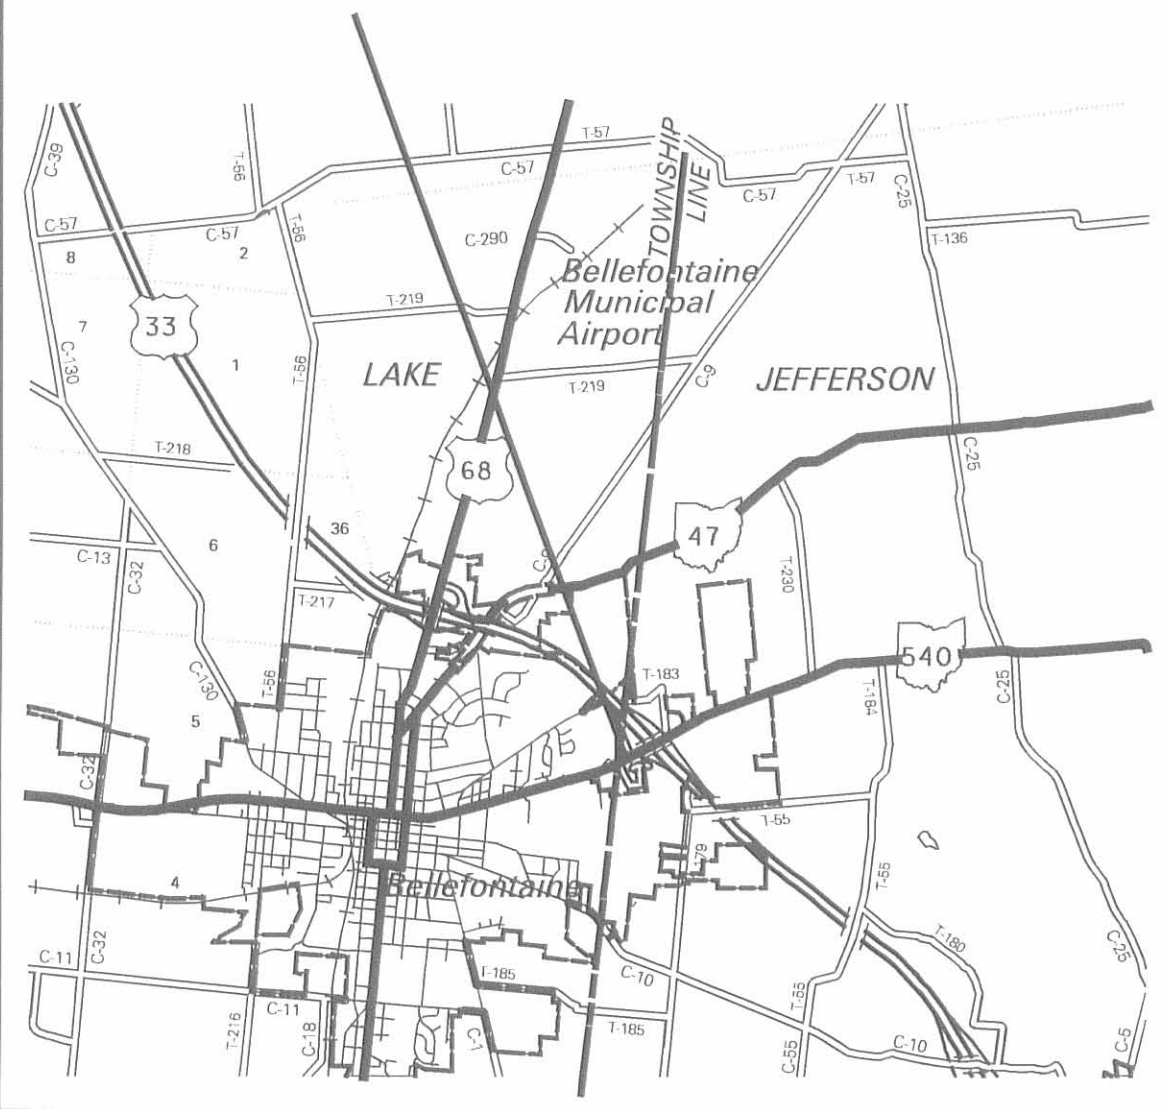 T-57
C-39
T-56
C-57
TOWNSHIP
LINE
C-57
T-57
C-25
C-57
T-56
C-57
C-290
T-136
8
2
Bellefontaine
Municipal
Airport
T-219
7
33
C-130
1
T-56
LAKE
T-219
C-9
JEFFERSON
T-218
68
C-25
36
47
6
C-13
C-32
C-9
T-230
T-217
540
C-130
T-56
T-183
T-184
C-25
5
C-32
T-55
179
T-55
4
Bellefontaine
C-32
T-180
C-25
C-11
T-185
C-10
T-55
C-11
T-216
C-18
C-1
T-185
C-55
C-10
C-5